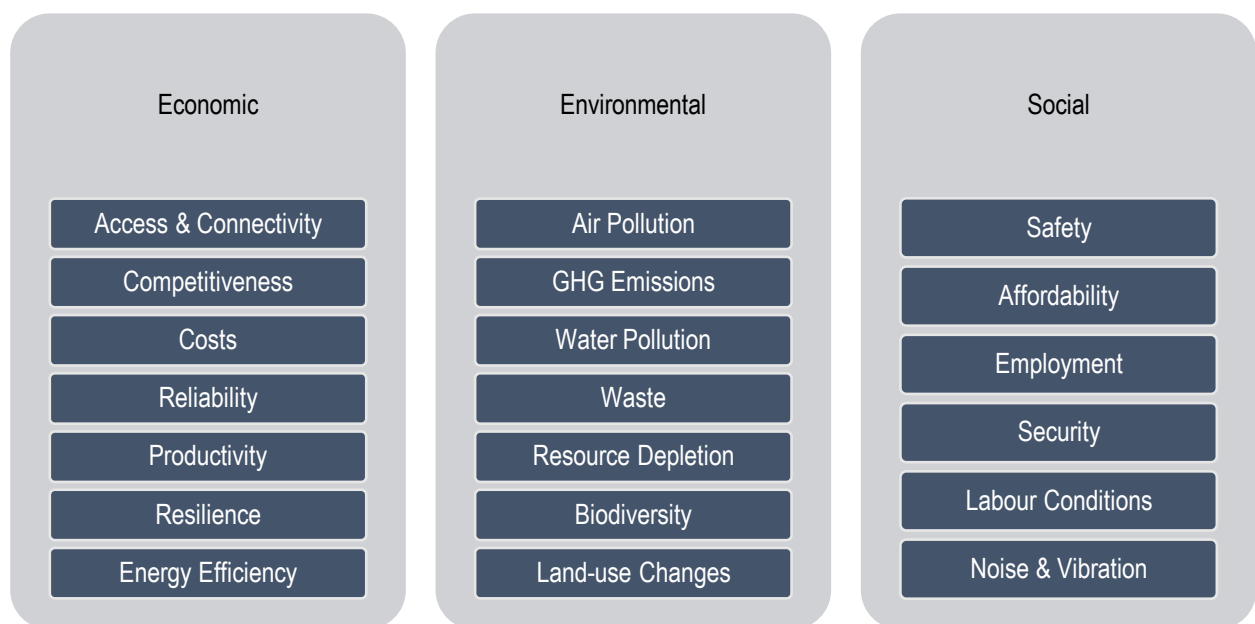 Economic
Access & Connectivity
Competitiveness
Costs
Reliability
Productivity
Resilience
Energy Efficiency
Environmental
Air Pollution
GHG Emissions
Water Pollution
Waste
Resource Depletion
Biodiversity
Land-use Changes
Social
Safety
Affordability
Employment
Security
Labour Conditions
Noise & Vibration